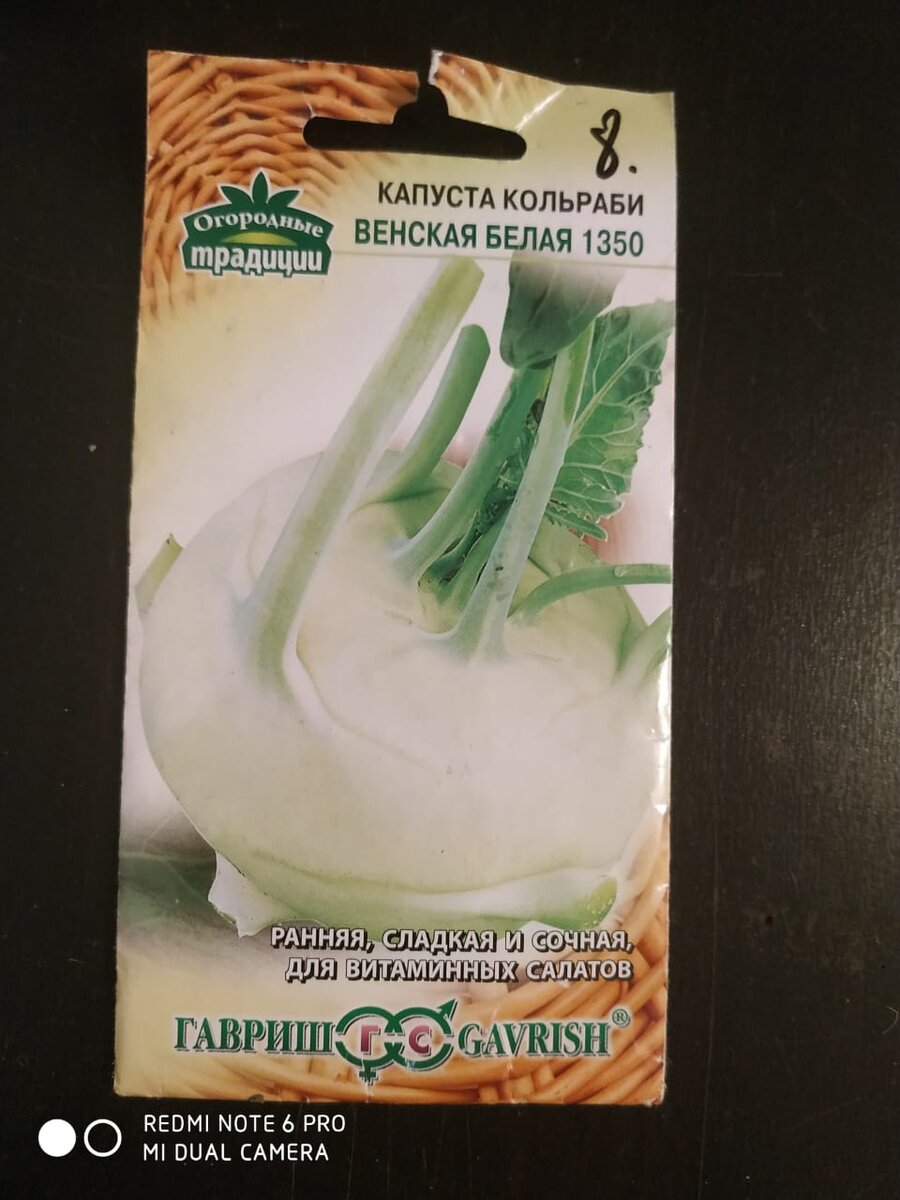 8.
КАПУСТА КОЛЬРАБИ
ВЕНСКАЯ БЕЛАЯ 1350
Огородные
традиции
РАННЯЯ, СЛАДКАЯ И СОЧНАЯ,
ДЛЯ ВИТАМИННЫХ САЛАТОВ
ГАВРИШ ГС GAVRISH®
REDMI NOTE 6 PRO
MI DUAL CAMERA